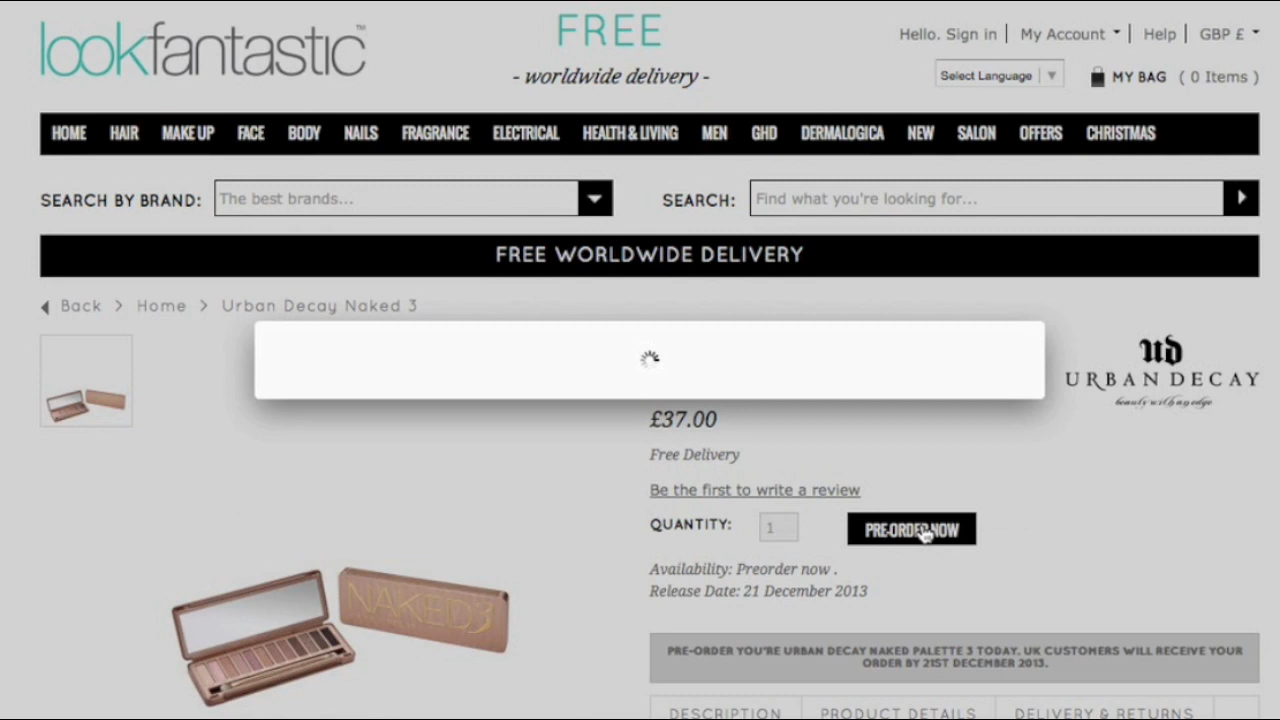 lookfantastic™
FREE
- worldwide delivery -
Hello. Sign in | My Account | Help | GBP £
Select Language
MY BAG ( 0 Items )
HOME HAIR MAKE UP FACE BODY NAILS FRAGRANCE ELECTRICAL HEALTH & LIVING MEN GHD DERMALOGICA NEW SALON OFFERS CHRISTMAS
SEARCH BY BRAND: The best brands... SEARCH: Find what you're looking for...
FREE WORLDWIDE DELIVERY
Back > Home > Urban Decay Naked 3
ud
URBAN DECAY
beauty with an edge
£37.00
Free Delivery
Be the first to write a review
QUANTITY: 1 PRE-ORDER NOW
Availability: Preorder now .
Release Date: 21 December 2013
NAKED3
PRE-ORDER YOU'RE URBAN DECAY NAKED PALETTE 3 TODAY. UK CUSTOMERS WILL RECEIVE YOUR
ORDER BY 21ST DECEMBER 2013.
DESCRIPTION PRODUCT DETAILS DELIVERY & RETURNS